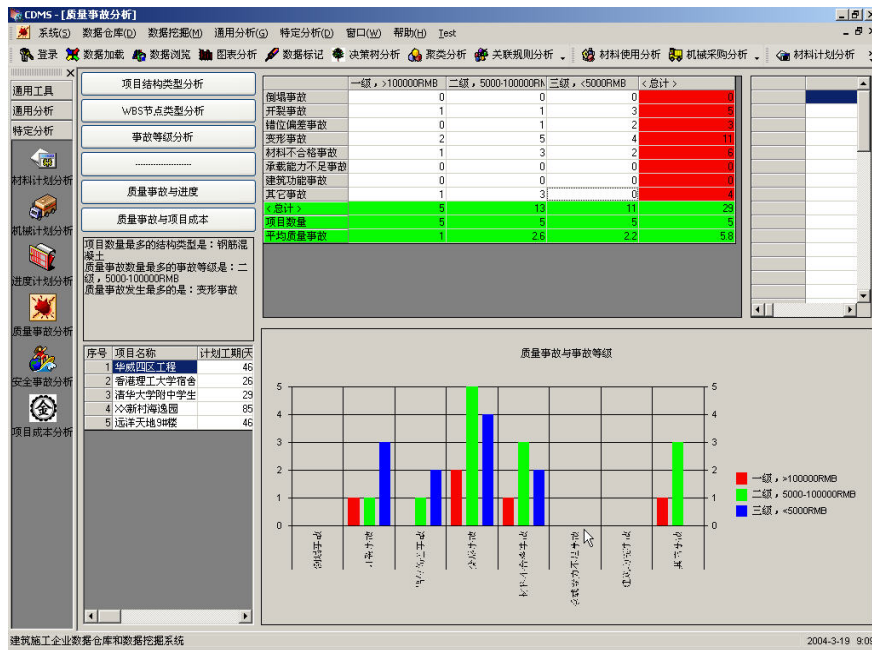 CDMS - [质量事故分析]
系统(S) 数据仓库(D) 数据挖掘(M) 通用分析(G) 特定分析(D) 窗口(W) 帮助(H) Test
登录 数据加载 数据浏览 图表分析 数据标记 决策树分析 聚类分析 关联规则分析 材料使用分析 机械采购分析 材料计划分析
通用工具
通用分析
特定分析
材料计划分析
机械计划分析
进度计划分析
质量事故分析
安全事故分析
项目成本分析
项目结构类型分析
WBS节点类型分析
事故等级分析
----------------------
质量事故与进度
质量事故与项目成本
项目数量最多的结构类型是:钢筋混
凝土
质量事故数量最多的事故等级是:二
级,5000-100000RMB
质量事故发生最多的是:变形事故
序号 项目名称 计划工期(天
1 华威四区工程 46
2 香港理工大学宿舍 26
3 清华大学附中学生 29
4 XX新村海逸园 85
5 远洋天地9#楼 46
一级,>100000RMB 二级,5000-100000RM 三级,<5000RMB <总计>
倒塌事故 0 0 0 0
开裂事故 1 1 3 5
错位偏差事故 0 1 2 3
变形事故 2 5 4 11
材料不合格事故 1 3 2 6
承载能力不足事故 0 0 0 0
建筑功能事故 0 0 0 0
其它事故 1 3 0 4
<总计> 5 13 11 29
项目数量 5 5 5 5
平均质量事故 1 2.6 2.2 5.8
质量事故与事故等级
5 5
4 4
3 3
2 2
1 1
0 0
一级,>100000RMB
二级,5000-100000RMB
三级,<5000RMB
建筑施工企业数据仓库和数据挖掘系统 2004-3-19 9:09